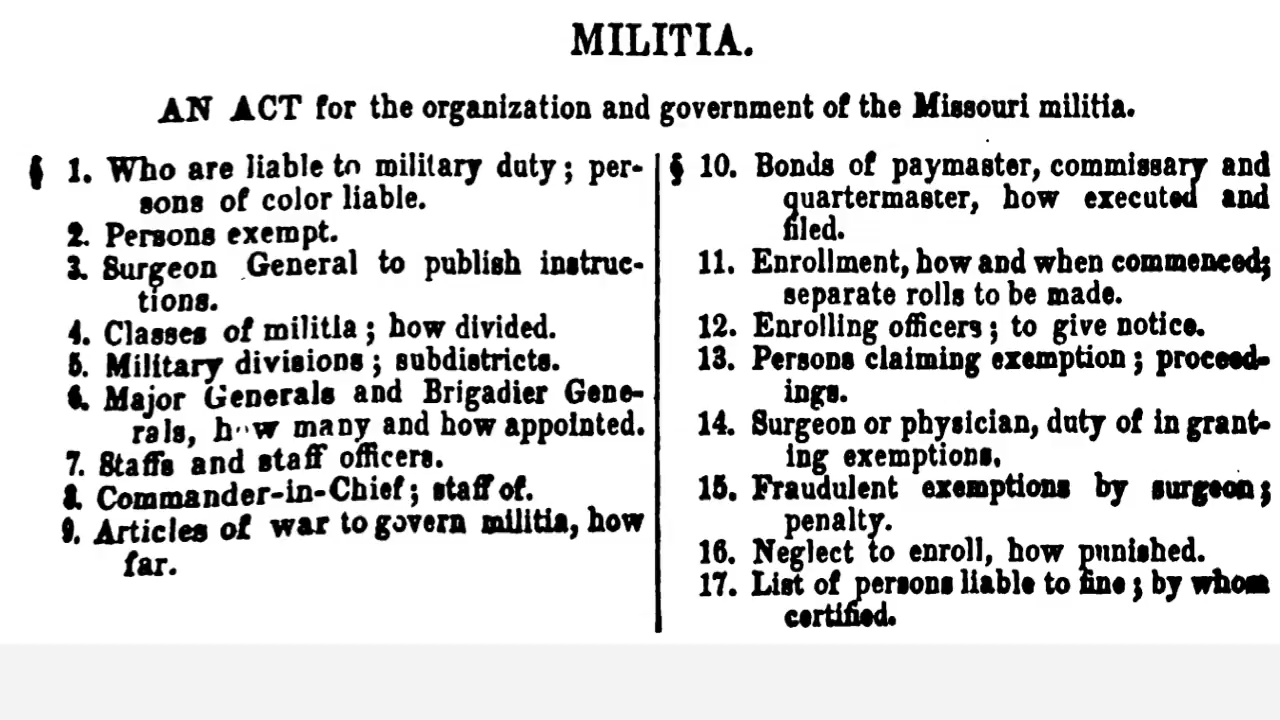 MILITIA.
AN ACT for the organization and government of the Missouri militia.
§ 1. Who are liable to military duty; per-
sons of color liable.
2. Persons exempt.
3. Surgeon General to publish instruc-
tions.
4. Classes of militia; how divided.
5. Military divisions; subdistricts.
6. Major Generals and Brigadier Gene-
rals, how many and how appointed.
7. Staffs and staff officers.
8. Commander-in-Chief; staff of.
9. Articles of war to govern militia, how
far.
§ 10. Bonds of paymaster, commissary and
quartermaster, how executed and
filed.
11. Enrollment, how and when commenced;
separate rolls to be made.
12. Enrolling officers; to give notice.
13. Persons claiming exemption; proceed-
ings.
14. Surgeon or physician, duty of in grant-
ing exemptions.
15. Fraudulent exemptions by surgeon;
penalty.
16. Neglect to enroll, how punished.
17. List of persons liable to fine; by whom
certified.